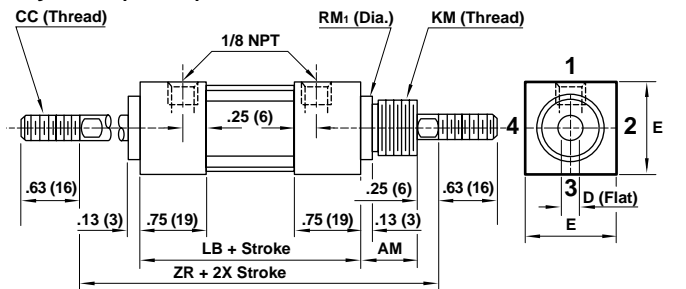 CC (Thread)
RM₁ (Dia.)
KM (Thread)
1/8 NPT
1
.25 (6)
4
2
E
3
.63 (16)
.25 (6)
.63 (16)
D (Flat)
.13 (3)
.75 (19)
.75 (19)
.13 (3)
E
LB + Stroke
AM
ZR + 2X Stroke